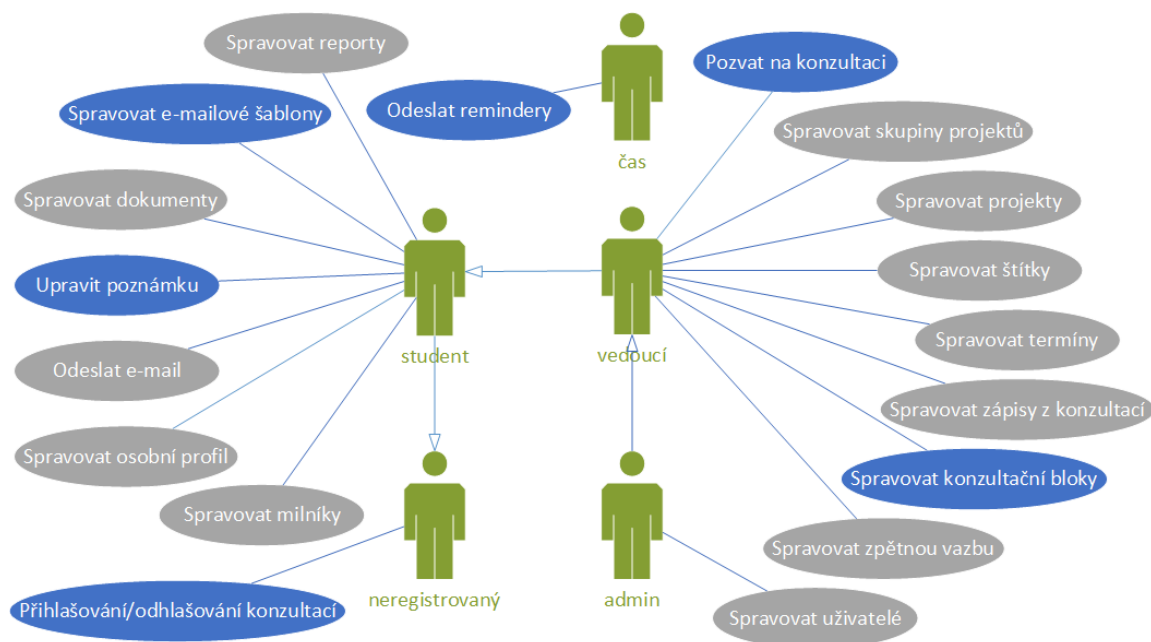 Spravovat reporty
Pozvat na konzultaci
Spravovat e-mailové šablony
Odeslat remindery
Spravovat skupiny projektů
čas
Spravovat dokumenty
Spravovat projekty
Upravit poznámku
Spravovat štítky
student
vedoucí
Spravovat termíny
Odeslat e-mail
Spravovat zápisy z konzultací
Spravovat osobní profil
Spravovat konzultační bloky
Spravovat milníky
Spravovat zpětnou vazbu
neregistrovaný
admin
Přihlašování/odhlašování konzultací
Spravovat uživatelé